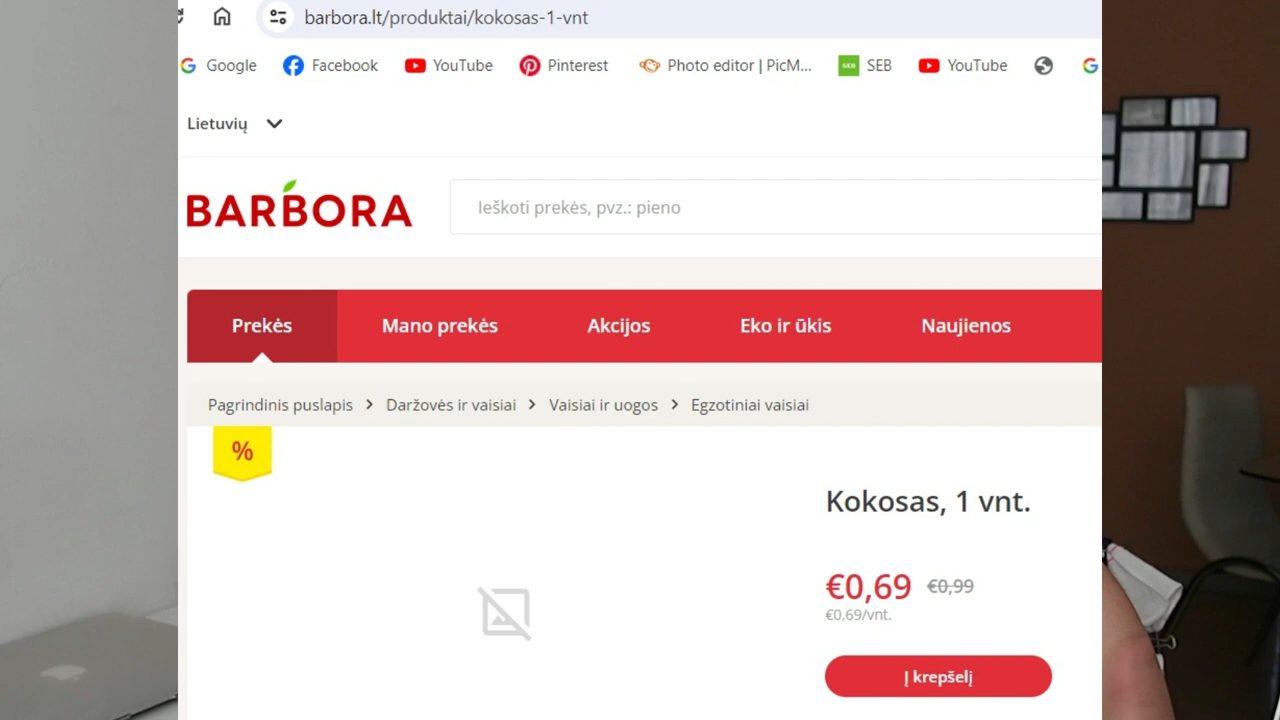 barbora.lt/produktai/kokosas-1-vnt
Google Facebook YouTube Pinterest Photo editor | PicM... SEB SEB YouTube
Lietuvių
BARBORA
Ieškoti prekės, pvz.: pieno
Prekės Mano prekės Akcijos Eko ir ūkis Naujienos
Pagrindinis puslapis > Daržovės ir vaisiai > Vaisiai ir uogos > Egzotiniai vaisiai
%
Kokosas, 1 vnt.
€0,69 €0,99
€0,69/vnt.
Į krepšelį